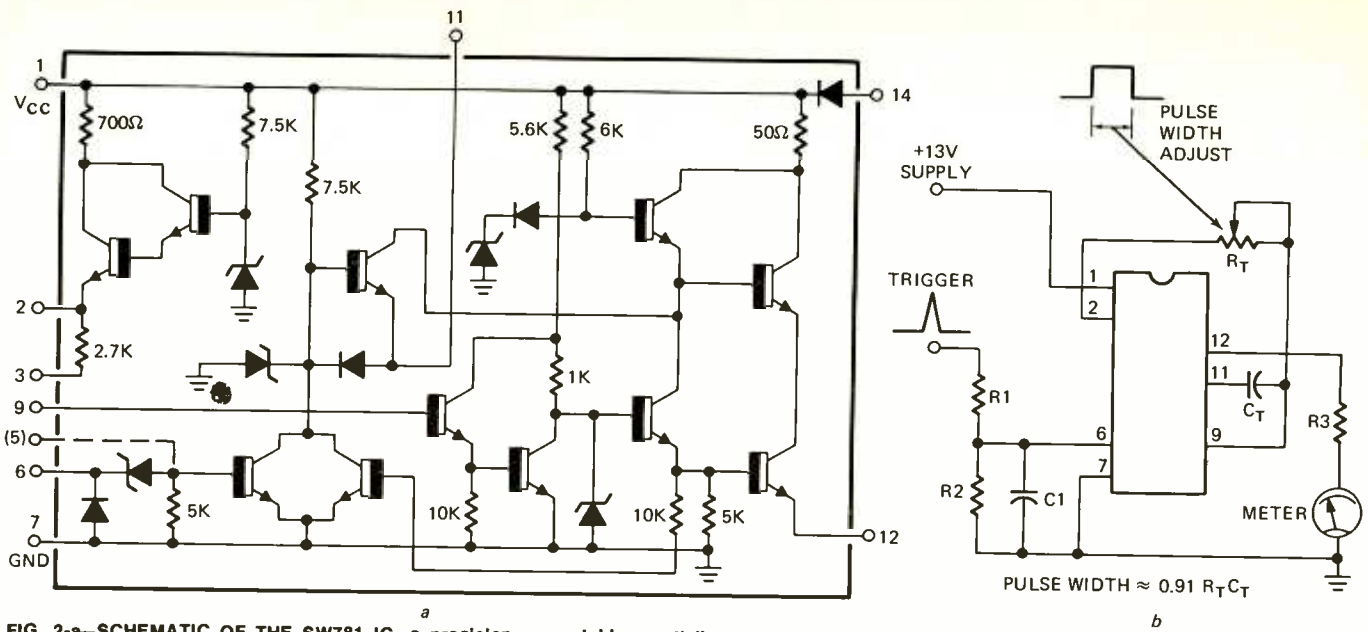 11
1
VCC
700Ω
7.5K
7.5K
5.6K
6K
50Ω
14
2
2.7K
3
9
1K
(5)
6
5K
10K
10K
5K
7
GND
12
a
PULSE
WIDTH
ADJUST
+13V
SUPPLY
RT
TRIGGER
1
2
12
11
CT
R1
R3
6
9
7
R2
C1
METER
PULSE WIDTH ≈ 0.91 RTCT
b
FIG. 2-a—SCHEMATIC OF THE SW781 IC, a precision